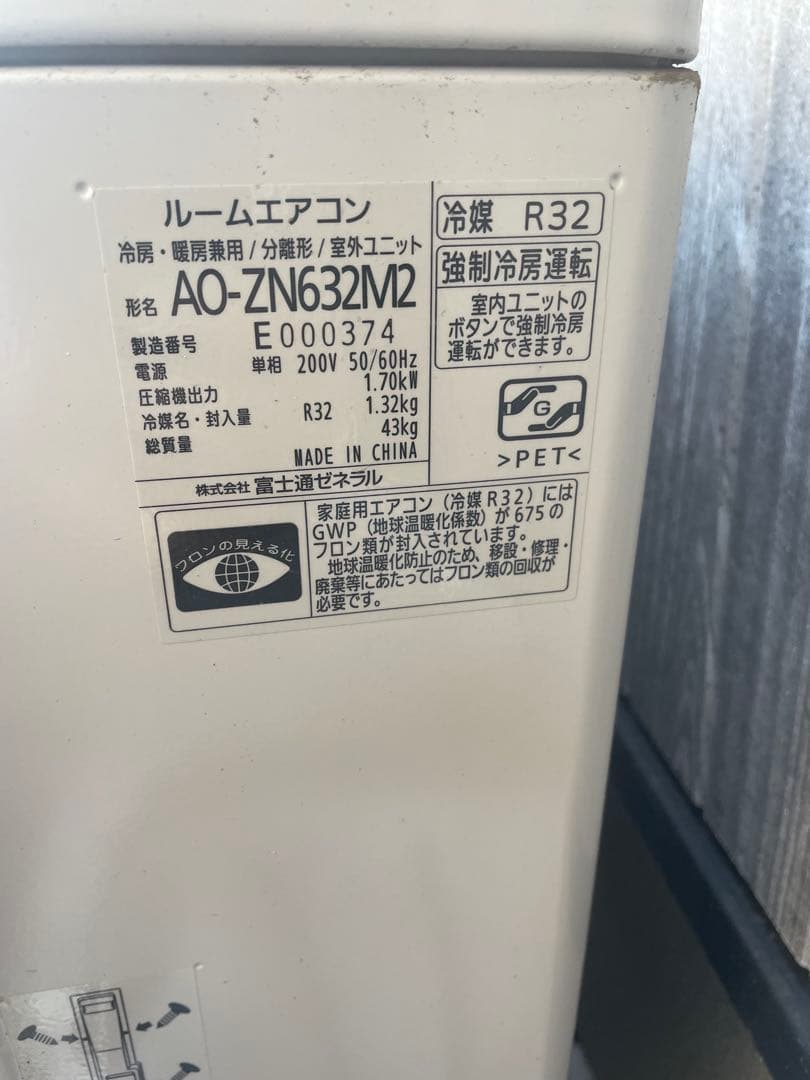 ルームエアコン
冷房・暖房兼用/分離形/室外ユニット
形名 AO-ZN632M2
製造番号 E000374
電源 単相 200V 50/60Hz
圧縮機出力 1.70kW
冷媒名・封入量 R32 1.32kg
総質量 43kg
MADE IN CHINA
株式会社 富士通ゼネラル
冷媒 R32
強制冷房運転
室内ユニットの
ボタンで強制冷房
運転ができます。
G
>PET<
フロンの見える化
家庭用エアコン(冷媒R32)には
GWP(地球温暖化係数)が675の
フロン類が封入されています。
地球温暖化防止のため、移設・修理・
廃棄等にあたってはフロン類の回収が
必要です。